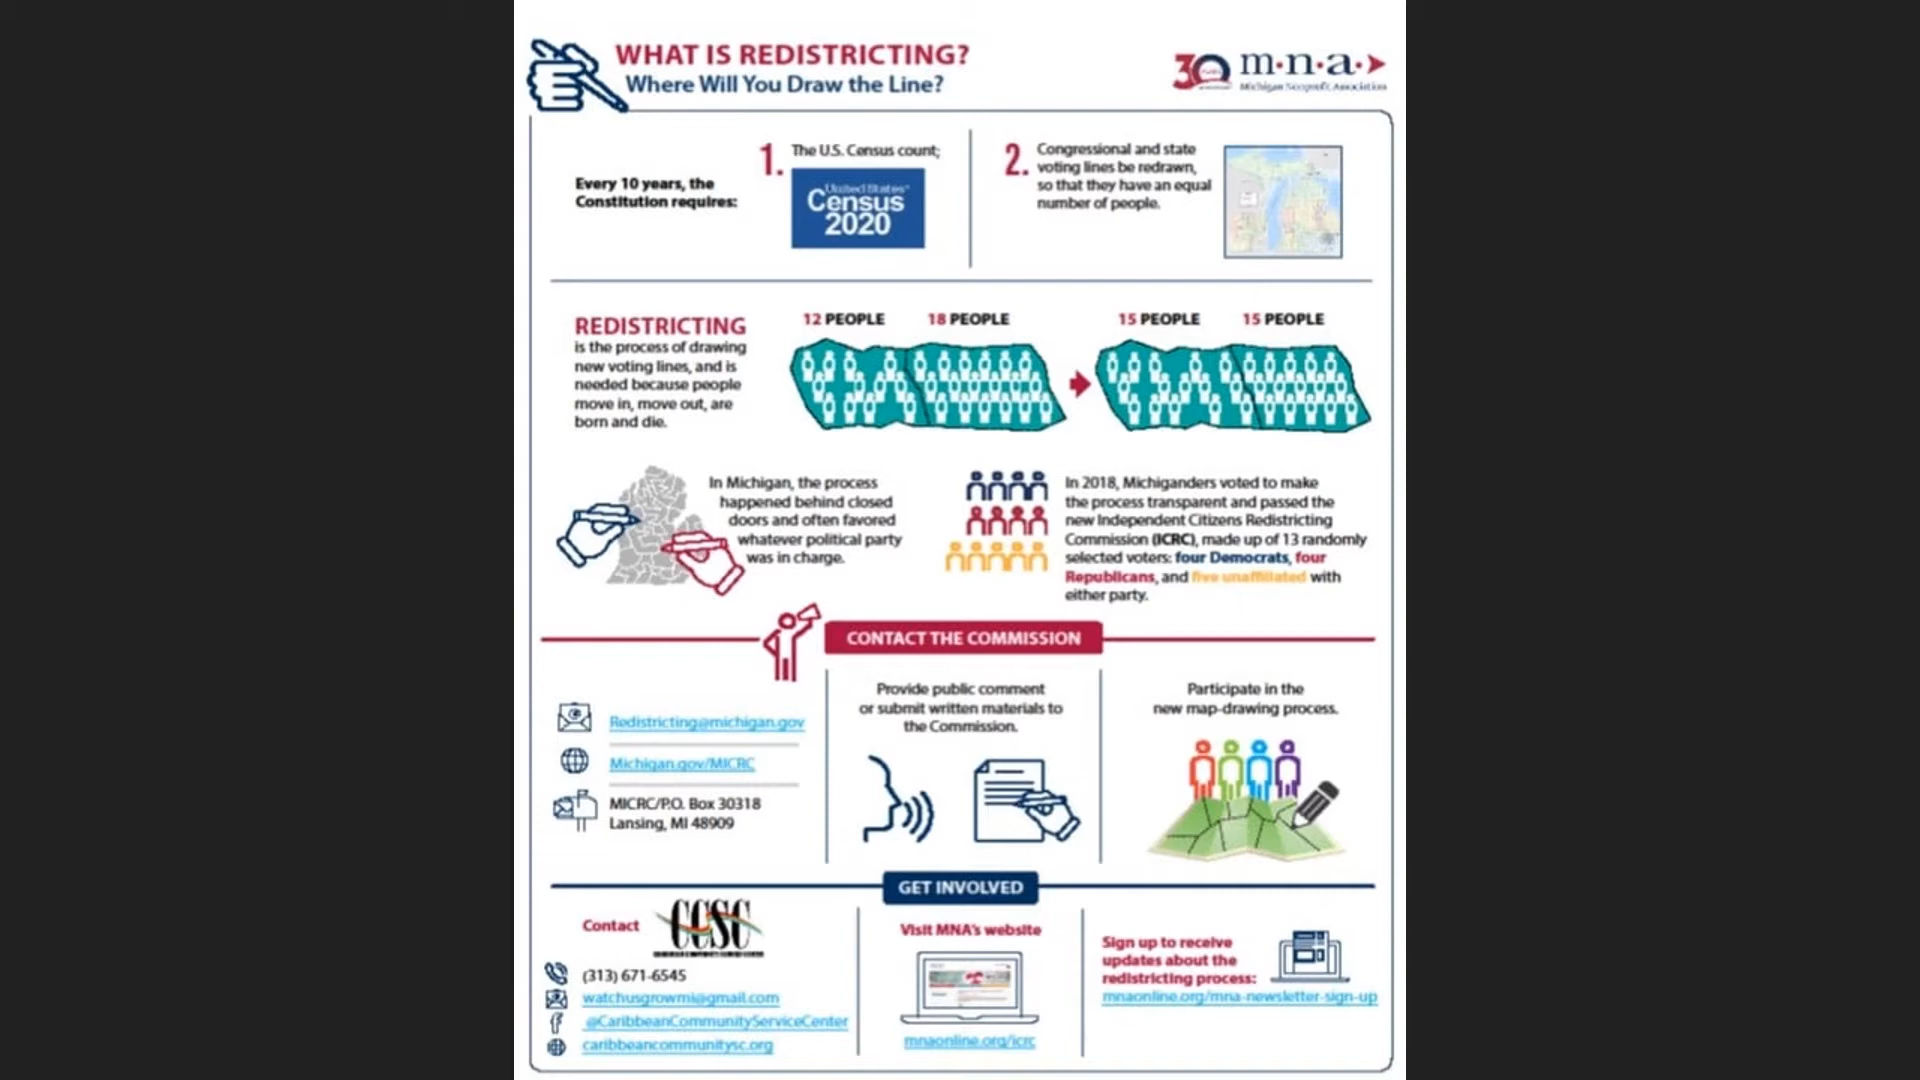 WHAT IS REDISTRICTING?
Where Will You Draw the Line?
30
m·n·a·
Michigan Nonprofit Association
Every 10 years, the
Constitution requires:
1.
The U.S. Census count;
United States
Census
2020
2.
Congressional and state
voting lines be redrawn,
so that they have an equal
number of people.
REDISTRICTING
is the process of drawing
new voting lines, and is
needed because people
move in, move out, are
born and die.
12 PEOPLE
18 PEOPLE
15 PEOPLE
15 PEOPLE
In Michigan, the process
happened behind closed
doors and often favored
whatever political party
was in charge.
In 2018, Michiganders voted to make
the process transparent and passed the
new Independent Citizens Redistricting
Commission (ICRC), made up of 13 randomly
selected voters: four Democrats, four
Republicans, and five unaffiliated with
either party.
CONTACT THE COMMISSION
Redistricting@michigan.gov
Michigan.gov/MICRC
MICRC/P.O. Box 30318
Lansing, MI 48909
Provide public comment
or submit written materials to
the Commission.
Participate in the
new map-drawing process.
GET INVOLVED
Contact
CCSC
(313) 671-6545
watchusgrowmi@gmail.com
@CaribbeanCommunityServiceCenter
caribbeancommunitysc.org
Visit MNA's website
mnaonline.org/icrc
Sign up to receive
updates about the
redistricting process:
mnaonline.org/mna-newsletter-sign-up